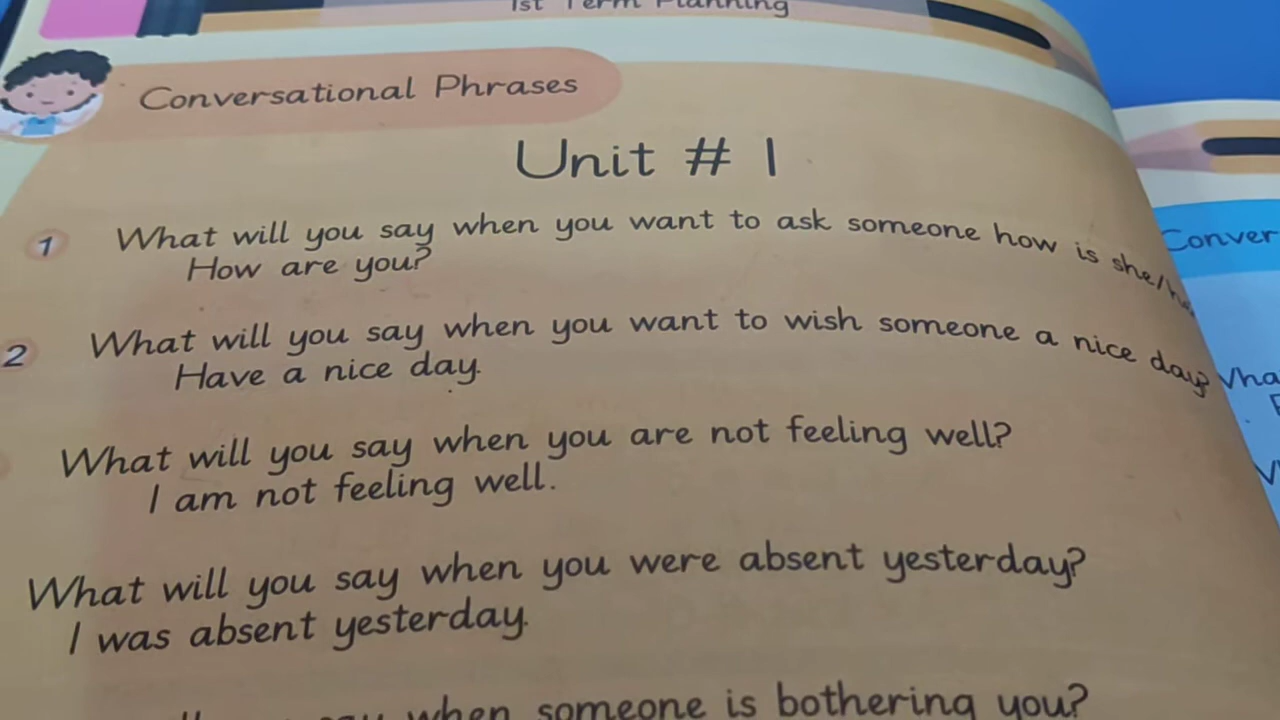 1st Term Planning
Conversational Phrases
Unit # 1
1 What will you say when you want to ask someone how is she/he
How are you?
2 What will you say when you want to wish someone a nice day?
Have a nice day.
What will you say when you are not feeling well?
I am not feeling well.
What will you say when you were absent yesterday?
I was absent yesterday.
say when someone is bothering you?
Conver